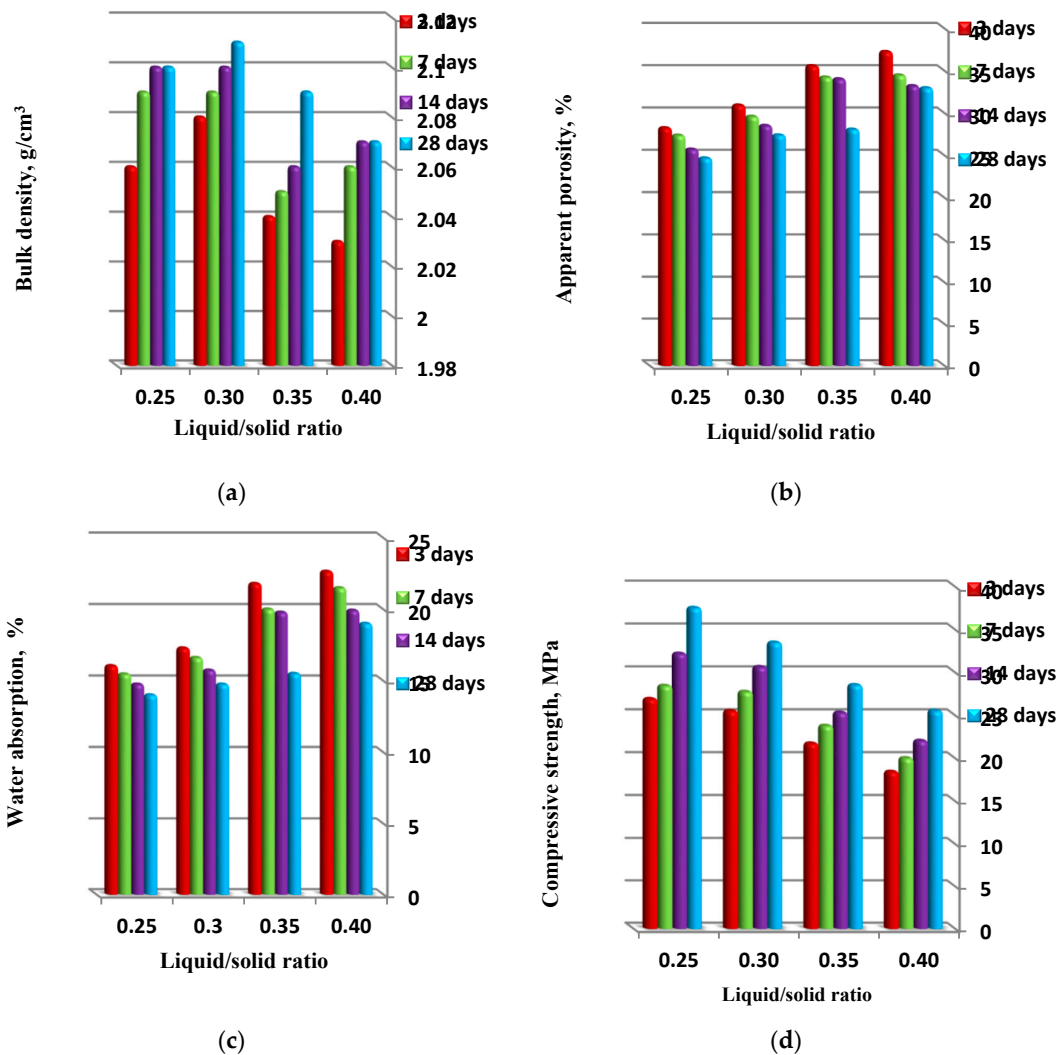 Bulk density, g/cm³
2.12
2.1
2.08
2.06
2.04
2.02
2
1.98
3 days
7 days
14 days
28 days
0.25 0.30 0.35 0.40
Liquid/solid ratio
(a)
Apparent porosity, %
40
35
30
25
20
15
10
5
0
3 days
7 days
14 days
28 days
0.25 0.30 0.35 0.40
Liquid/solid ratio
(b)
Water absorption, %
25
20
15
10
5
0
3 days
7 days
14 days
28 days
0.25 0.3 0.35 0.40
Liquid/solid ratio
(c)
Compressive strength, MPa
40
35
30
25
20
15
10
5
0
3 days
7 days
14 days
28 days
0.25 0.30 0.35 0.40
Liquid/solid ratio
(d)